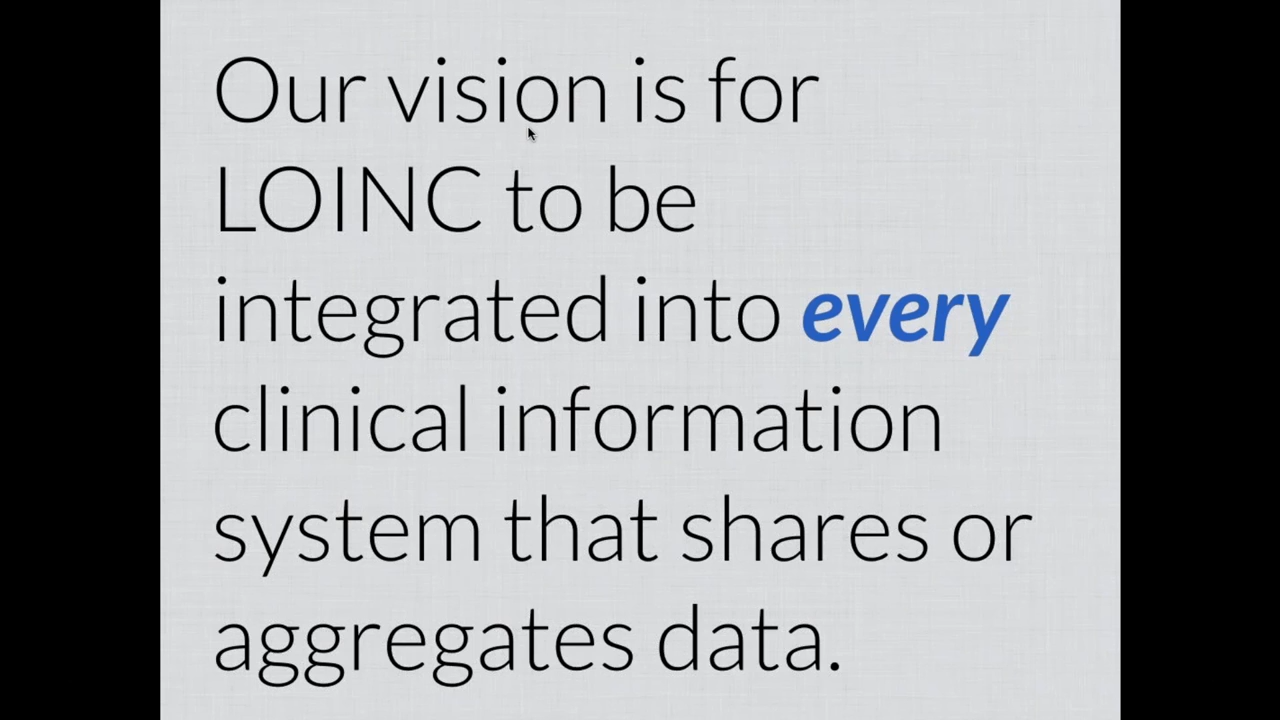 Our vision is for
LOINC to be
integrated into every
clinical information
system that shares or
aggregates data.